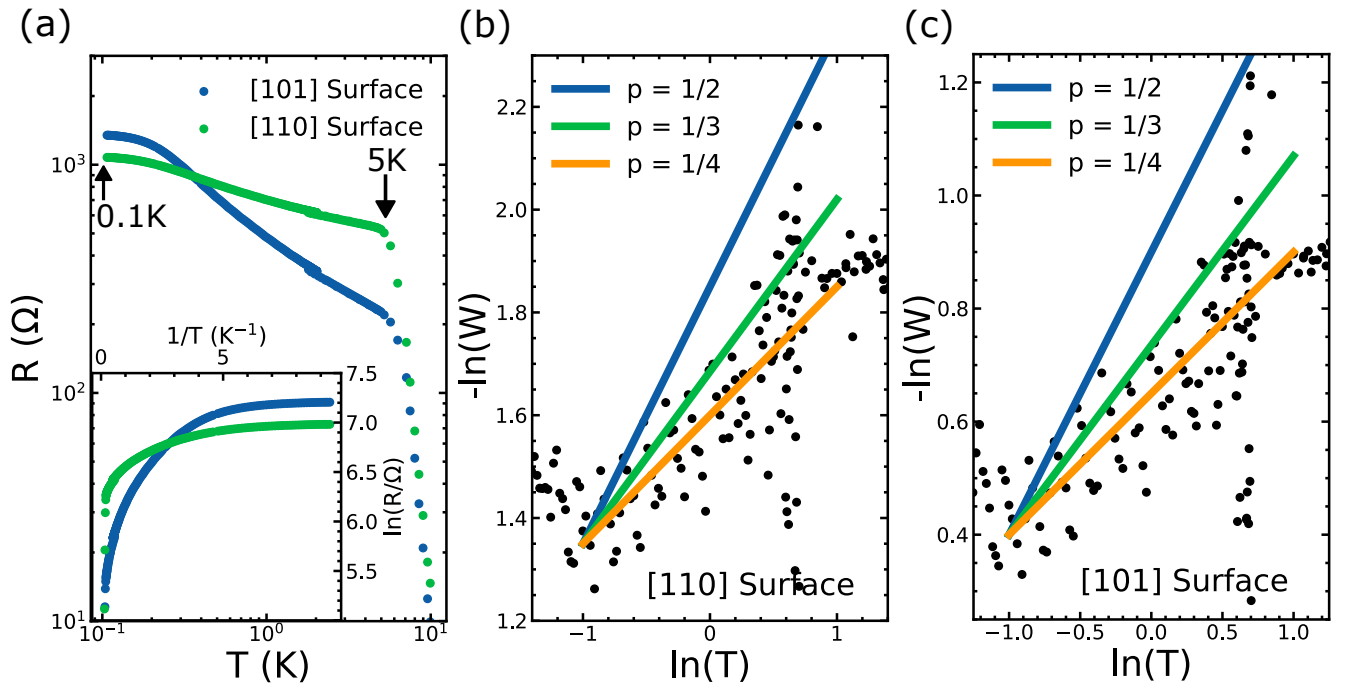 (a)
[101] Surface
[110] Surface
5K
0.1K
R (Ω)
10³
10²
10¹
1/T (K⁻¹)
0 5
7.5
7.0
6.5
6.0
5.5
ln(R/Ω)
10⁻¹ 10⁰ 10¹
T (K)
(b)
p = 1/2
p = 1/3
p = 1/4
-ln(W)
2.2
2.0
1.8
1.6
1.4
1.2
[110] Surface
−1 0 1
ln(T)
(c)
p = 1/2
p = 1/3
p = 1/4
-ln(W)
1.2
1.0
0.8
0.6
0.4
[101] Surface
−1.0 −0.5 0.0 0.5 1.0
ln(T)